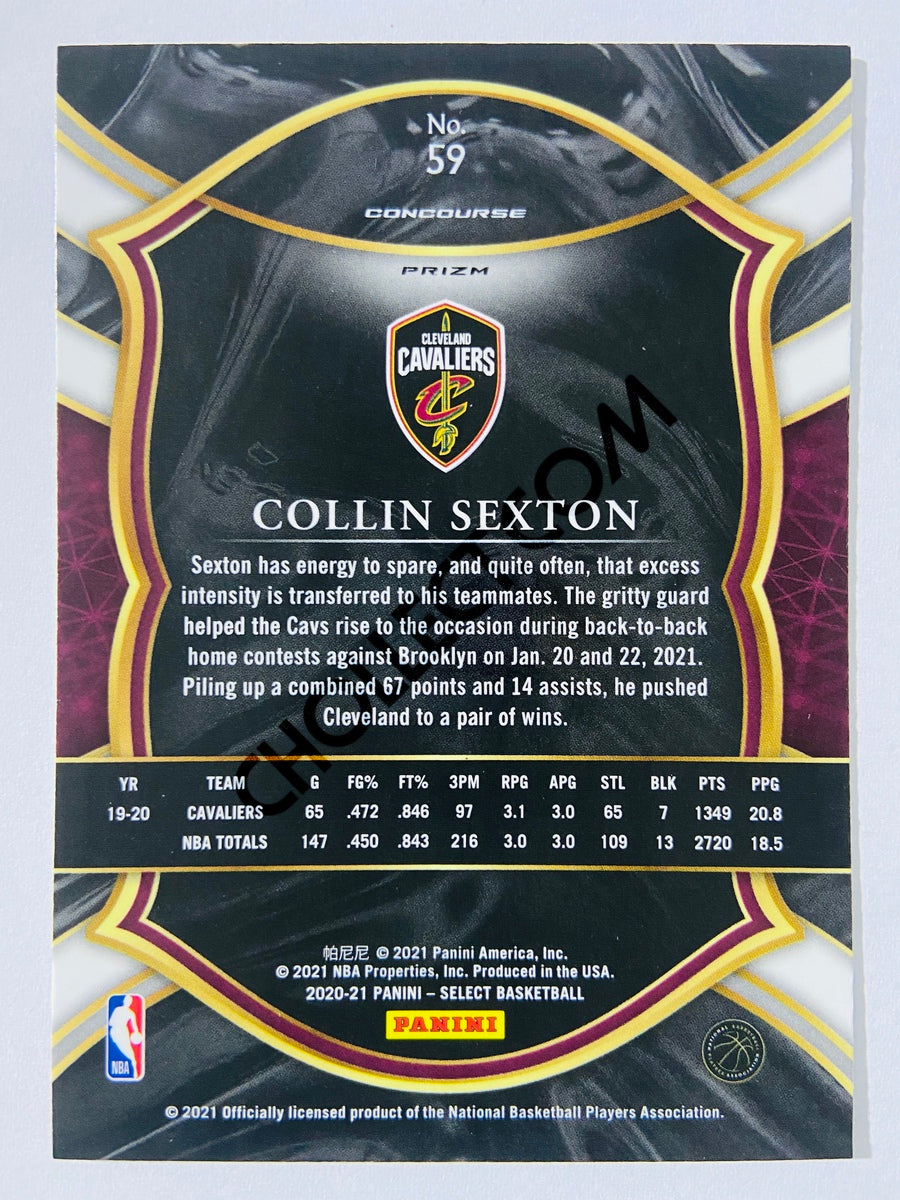 No.
59
CONCOURSE
PRIZM
CLEVELAND
CAVALIERS
C
COLLIN SEXTON
Sexton has energy to spare, and quite often, that excess
intensity is transferred to his teammates. The gritty guard
helped the Cavs rise to the occasion during back-to-back
home contests against Brooklyn on Jan. 20 and 22, 2021.
Piling up a combined 67 points and 14 assists, he pushed
Cleveland to a pair of wins.
CHOLLECTCOM
YR TEAM G FG% FT% 3PM RPG APG STL BLK PTS PPG
19-20 CAVALIERS 65 .472 .846 97 3.1 3.0 65 7 1349 20.8
NBA TOTALS 147 .450 .843 216 3.0 3.0 109 13 2720 18.5
帕尼尼 © 2021 Panini America, Inc.
© 2021 NBA Properties, Inc. Produced in the USA.
2020-21 PANINI – SELECT BASKETBALL
PANINI
NBA
NATIONAL BASKETBALL PLAYERS ASSOCIATION
© 2021 Officially licensed product of the National Basketball Players Association.